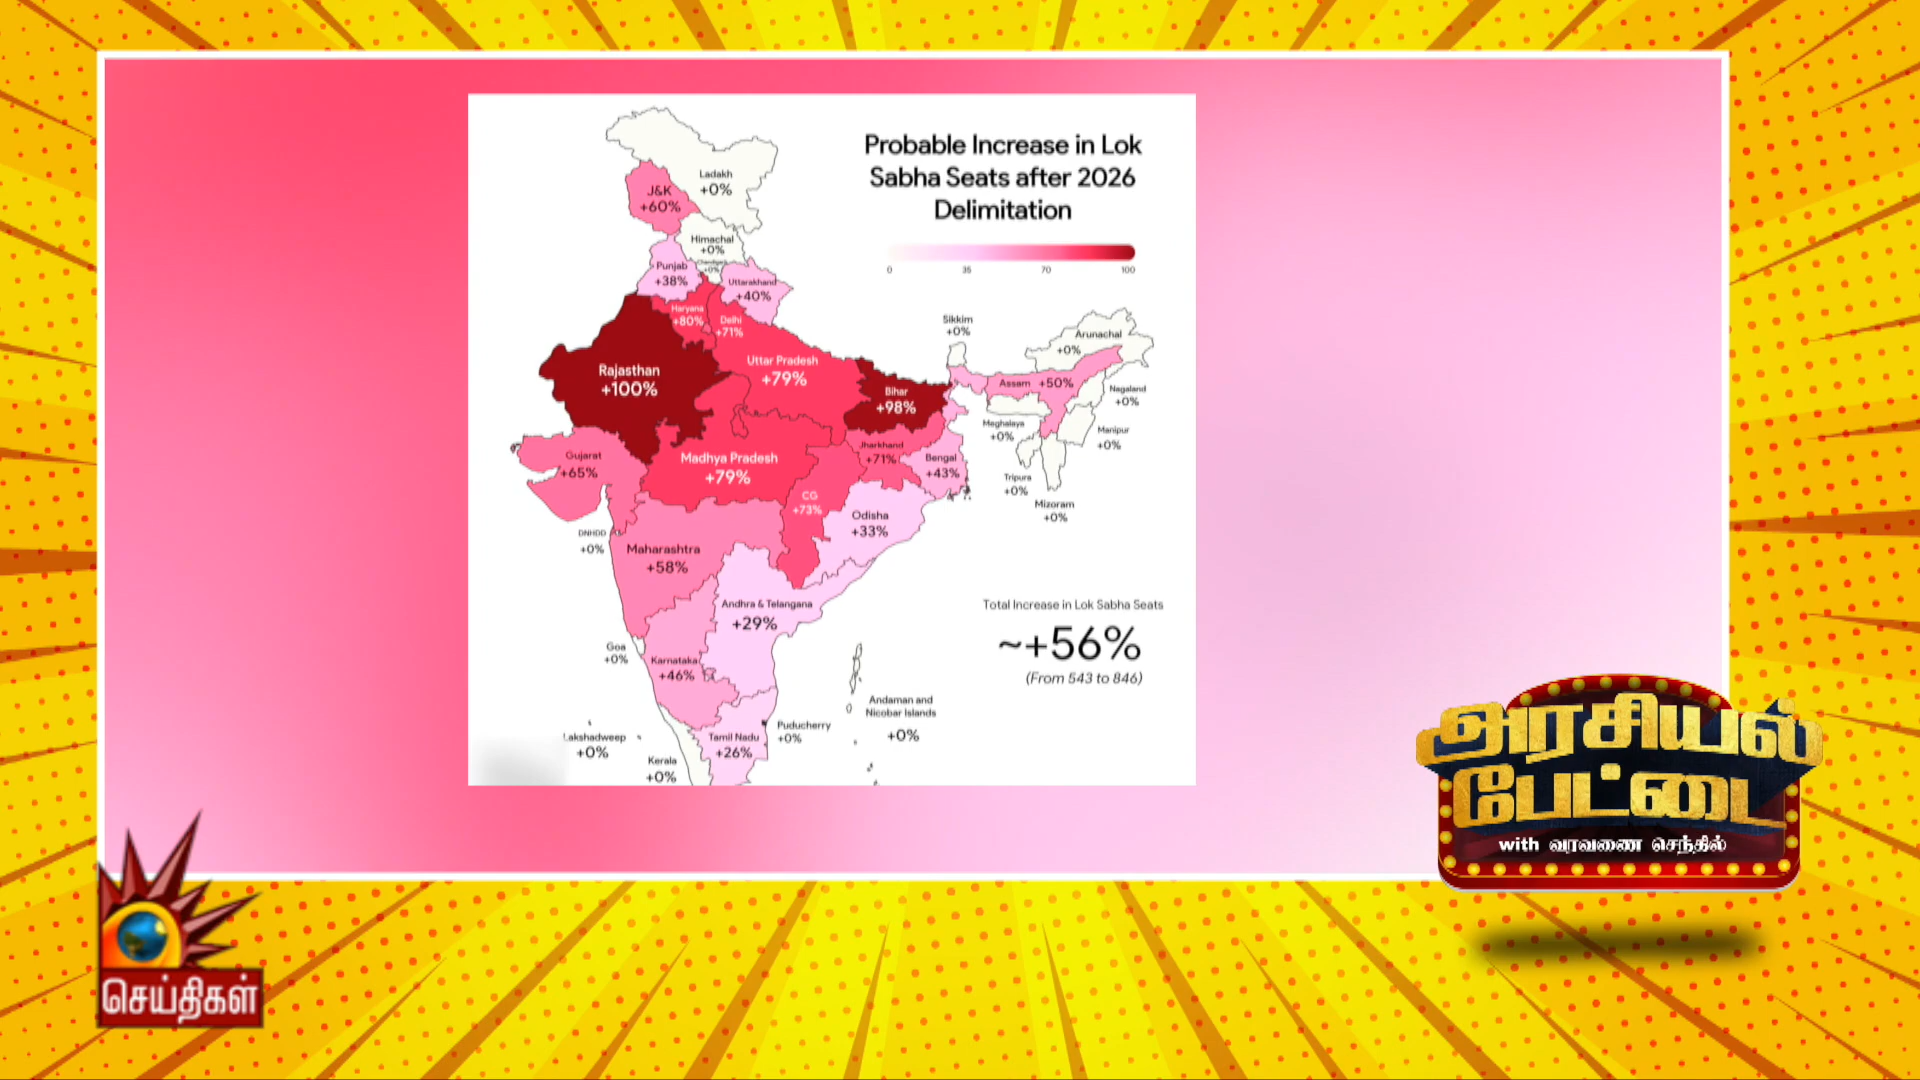 Probable Increase in Lok
Sabha Seats after 2026
Delimitation
0 35 70 100
Ladakh
+0%
J&K
+60%
Himachal
+0%
Chandigarh
+0%
Punjab
+38%
Uttarakhand
+40%
Haryana
+80%
Delhi
+71%
Rajasthan
+100%
Uttar Pradesh
+79%
Bihar
+98%
Sikkim
+0%
Arunachal
+0%
Assam +50%
Nagaland
+0%
Meghalaya
+0%
Manipur
+0%
Tripura
+0%
Mizoram
+0%
Gujarat
+65%
Madhya Pradesh
+79%
Jharkhand
+71%
Bengal
+43%
CG
+73%
Odisha
+33%
DNHDD
+0%
Maharashtra
+58%
Andhra & Telangana
+29%
Total Increase in Lok Sabha Seats
~+56%
(From 543 to 846)
Goa
+0%
Karnataka
+46%
Andaman and
Nicobar Islands
+0%
Puducherry
+0%
Lakshadweep
+0%
Tamil Nadu
+26%
Kerala
+0%
அரசியல்
பேட்டை
with வரவணை செந்தில்
செய்திகள்